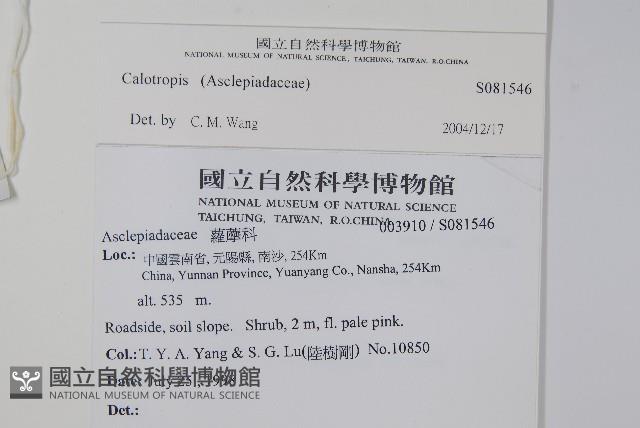 國立自然科學博物館
NATIONAL MUSEUM OF NATURAL SCIENCE, TAICHUNG, TAIWAN, R.O.CHINA
Calotropis (Asclepiadaceae) S081546
Det. by C. M. Wang 2004/12/17
國立自然科學博物館
NATIONAL MUSEUM OF NATURAL SCIENCE
TAICHUNG, TAIWAN, R.O.CHINA
003910 / S081546
Asclepiadaceae 蘿藦科
Loc.: 中國雲南省, 元陽縣, 南沙, 254Km
China, Yunnan Province, Yuanyang Co., Nansha, 254Km
alt. 535 m.
Roadside, soil slope. Shrub, 2 m, fl. pale pink.
Col.: T. Y. A. Yang & S. G. Lu(陸樹剛) No.10850
Date:
Det.:
國立自然科學博物館
NATIONAL MUSEUM OF NATURAL SCIENCE